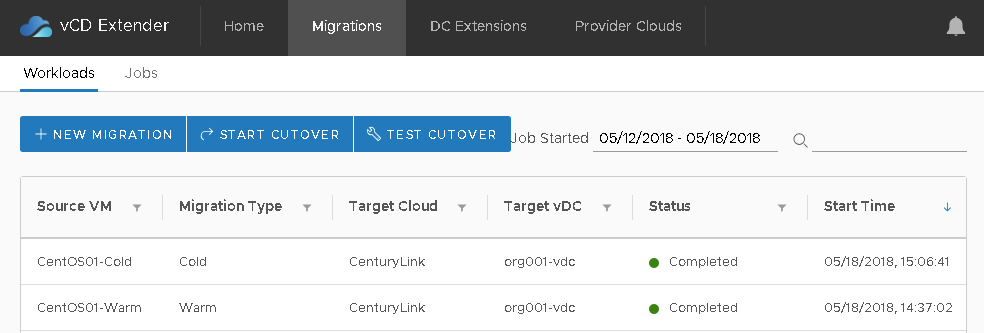 vCD Extender Home Migrations DC Extensions Provider Clouds
Workloads Jobs
NEW MIGRATION START CUTOVER TEST CUTOVER Job Started 05/12/2018 - 05/18/2018
Source VM Migration Type Target Cloud Target vDC Status Start Time
CentOS01-Cold Cold CenturyLink org001-vdc Completed 05/18/2018, 15:06:41
CentOS01-Warm Warm CenturyLink org001-vdc Completed 05/18/2018, 14:37:02